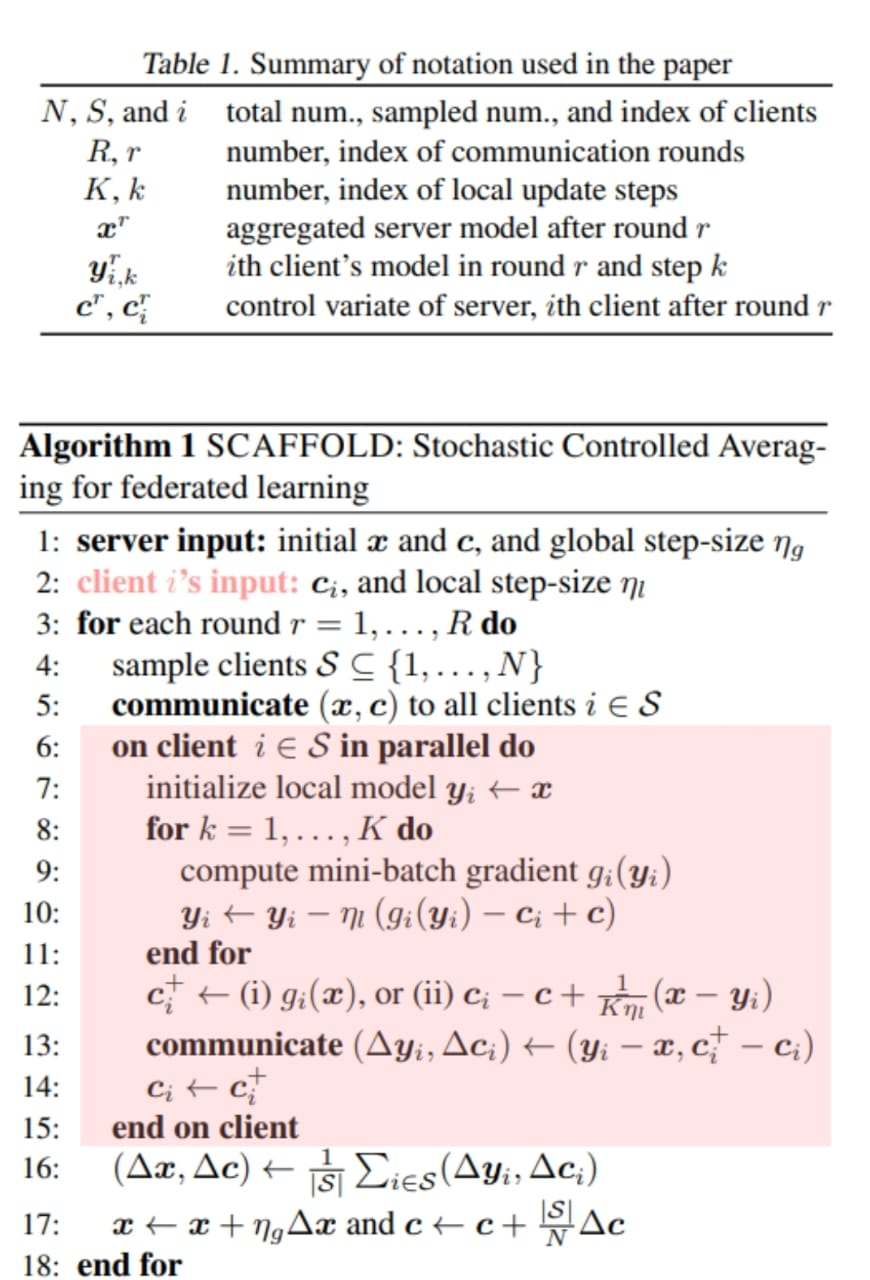 Table 1. Summary of notation used in the paper
N, S, and i total num., sampled num., and index of clients
R, r number, index of communication rounds
K, k number, index of local update steps
x^r aggregated server model after round r
y_{i,k}^r ith client's model in round r and step k
c^r, c_i^r control variate of server, ith client after round r
Algorithm 1 SCAFFOLD: Stochastic Controlled Averag-
ing for federated learning
1: server input: initial x and c, and global step-size η_g
2: client i's input: c_i, and local step-size η_l
3: for each round r = 1, . . . , R do
4: sample clients 𝒮 ⊆ {1, . . . , N}
5: communicate (x, c) to all clients i ∈ 𝒮
6: on client i ∈ 𝒮 in parallel do
7: initialize local model y_i ← x
8: for k = 1, . . . , K do
9: compute mini-batch gradient g_i(y_i)
10: y_i ← y_i − η_l (g_i(y_i) − c_i + c)
11: end for
12: c_i^+ ← (i) g_i(x), or (ii) c_i − c + \frac{1}{Kη_l}(x − y_i)
13: communicate (Δy_i, Δc_i) ← (y_i − x, c_i^+ − c_i)
14: c_i ← c_i^+
15: end on client
16: (Δx, Δc) ← \frac{1}{|𝒮|} ∑_{i∈𝒮}(Δy_i, Δc_i)
17: x ← x + η_gΔx and c ← c + \frac{|𝒮|}{N}Δc
18: end for